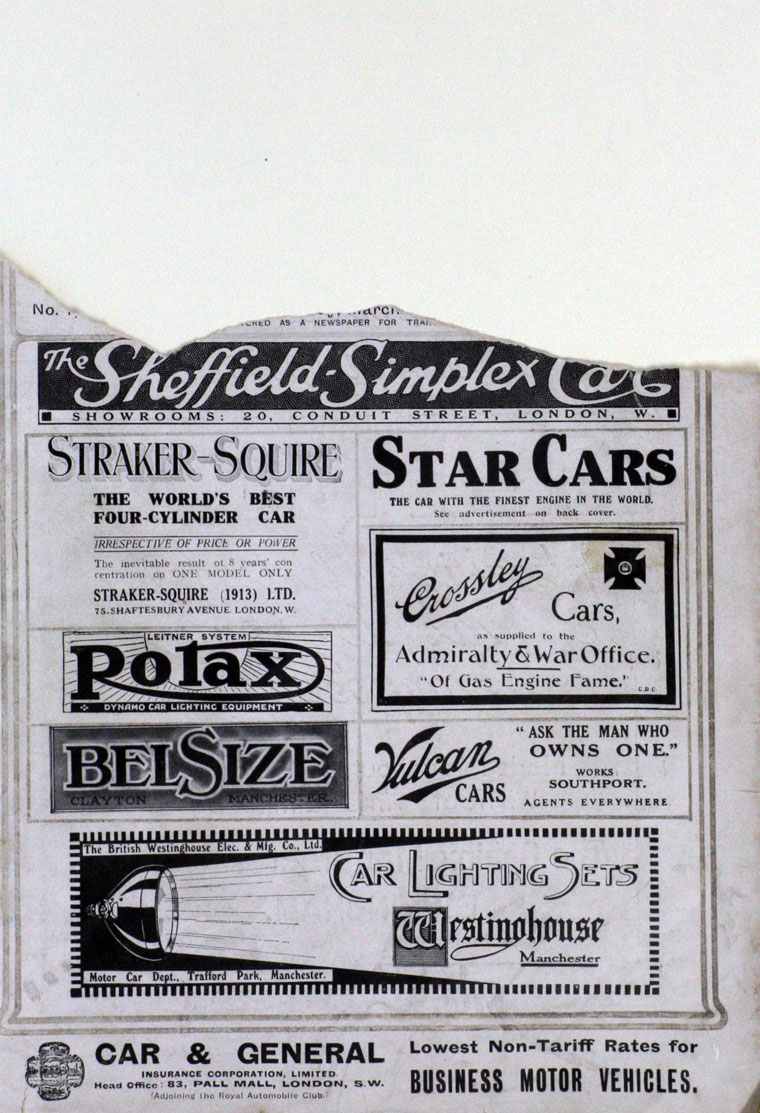 No.
March.
AS A NEWSPAPER FOR
The Sheffield-Simplex Car
SHOWROOMS: 20, CONDUIT STREET, LONDON, W.
STRAKER-SQUIRE
THE WORLD'S BEST
FOUR-CYLINDER CAR
IRRESPECTIVE OF PRICE OR POWER
The inevitable result of 8 years' con
centration on ONE MODEL ONLY
STRAKER-SQUIRE (1913) LTD.
75, SHAFTESBURY AVENUE, LONDON, W.
STAR CARS
THE CAR WITH THE FINEST ENGINE IN THE WORLD.
See advertisement on back cover.
Crossley
Cars,
as supplied to the
Admiralty & War Office.
"Of Gas Engine Fame."
C.D.C.
LEITNER SYSTEM
Rotax
DYNAMO CAR LIGHTING EQUIPMENT
BELSIZE
CLAYTON MANCHESTER.
Vulcan
CARS
"ASK THE MAN WHO
OWNS ONE."
WORKS:
SOUTHPORT.
AGENTS EVERYWHERE
The British Westinghouse Elec. & Mfg. Co., Ltd.
CAR LIGHTING SETS
Westinghouse
Manchester
Motor Car Dept., Trafford Park, Manchester.
CAR & GENERAL
INSURANCE CORPORATION, LIMITED.
Head Office: 83, PALL MALL, LONDON, S.W.
(Adjoining the Royal Automobile Club.)
Lowest Non-Tariff Rates for
BUSINESS MOTOR VEHICLES.